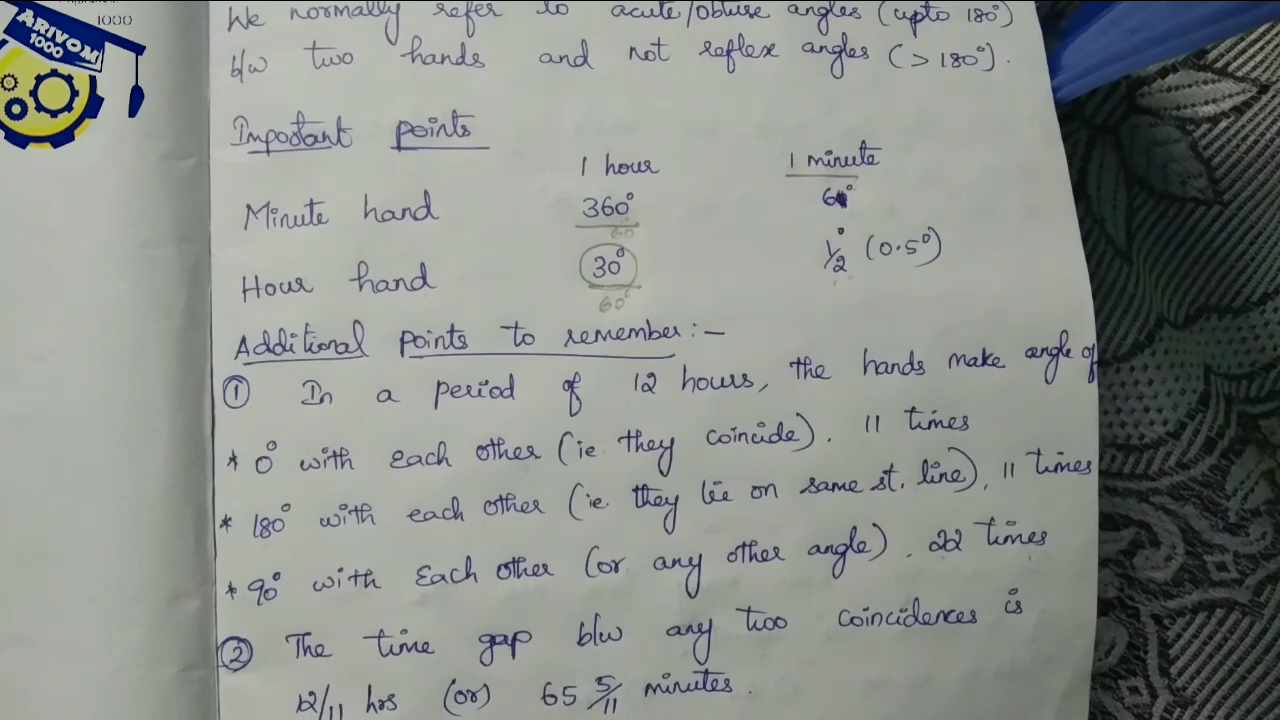 1000
ARIVOM
1000
We normally refer to acute/obtuse angles (upto 180°)
b/w two hands and not reflex angles (> 180°).
Important points
1 hour 1 minute
Minute hand 360° 6°
60
Hour hand 30° 1/2° (0.5°)
60°
Additional points to remember:-
① In a period of 12 hours, the hands make angle of
* 0° with each other (ie. they coincide). 11 times
* 180° with each other (ie. they lie on same st. line), 11 times
* 90° with Each other (or any other angle). 22 times
② The time gap b/w any two coincidences is
12/11 hrs (or) 65 5/11 minutes.